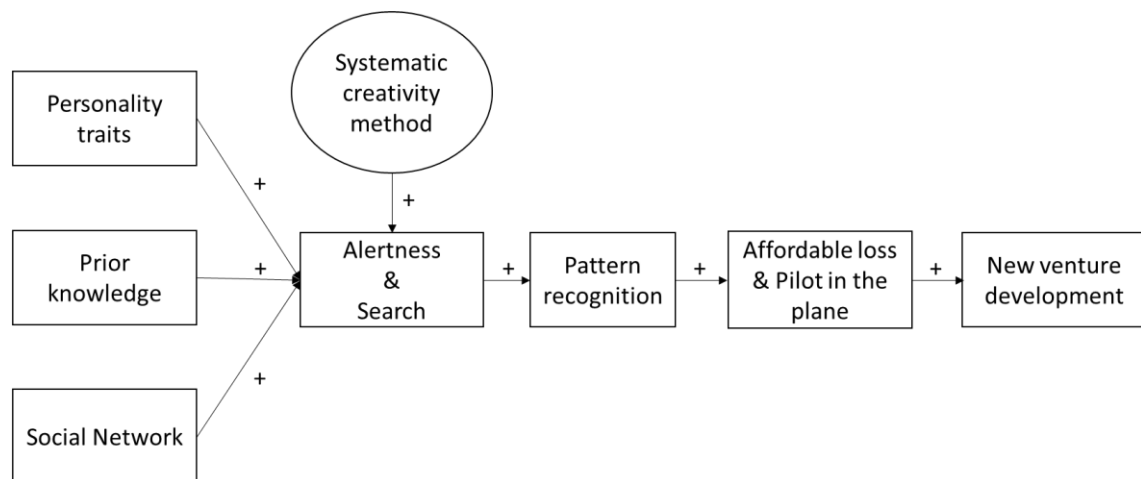 Personality
traits
Systematic
creativity
method
+
+
Prior
knowledge
+
Alertness
&
Search
+
Pattern
recognition
+
Affordable loss
& Pilot in the
plane
+
New venture
development
+
Social Network